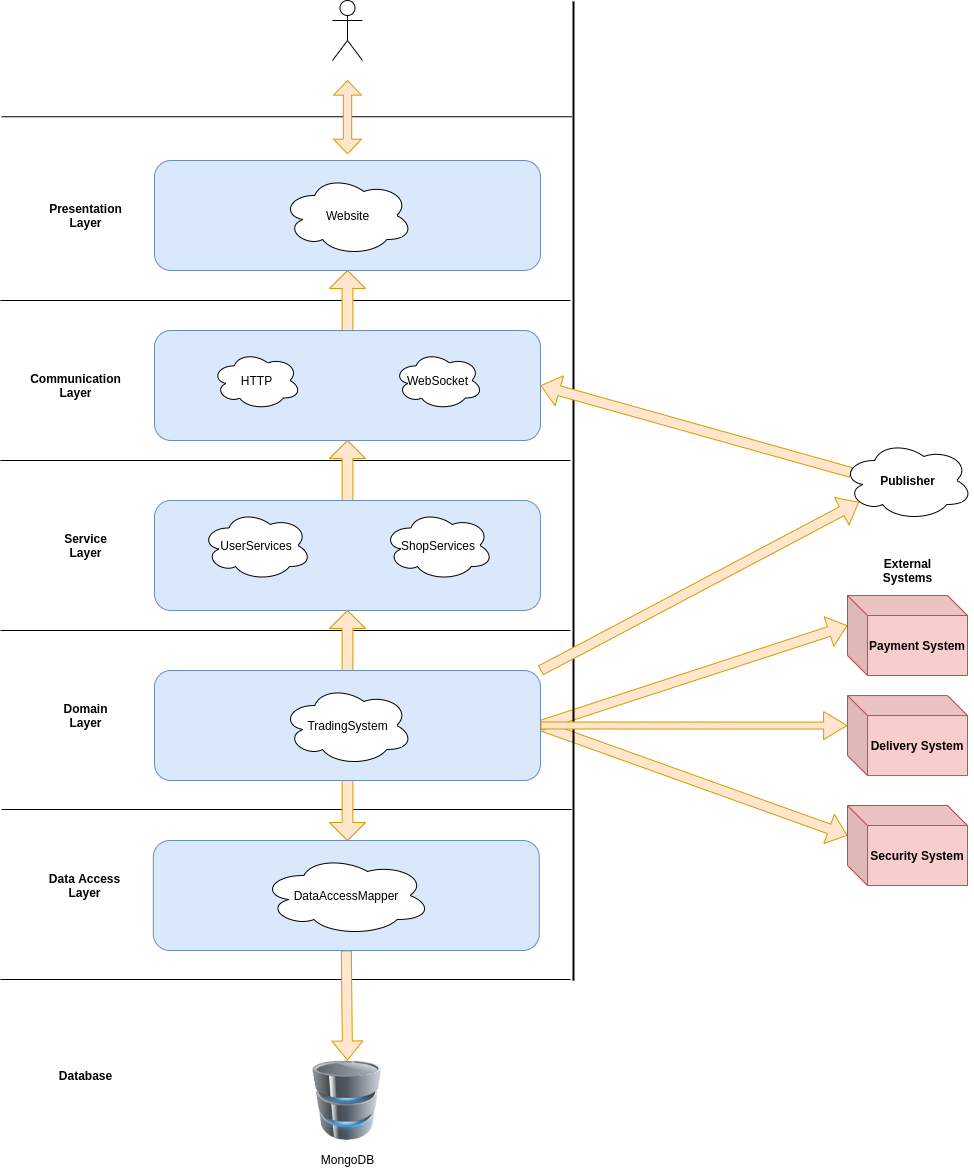 Presentation
Layer
Website
Communication
Layer
HTTP
WebSocket
Publisher
Service
Layer
UserServices
ShopServices
External
Systems
Payment System
Domain
Layer
TradingSystem
Delivery System
Security System
Data Access
Layer
DataAccessMapper
Database
MongoDB